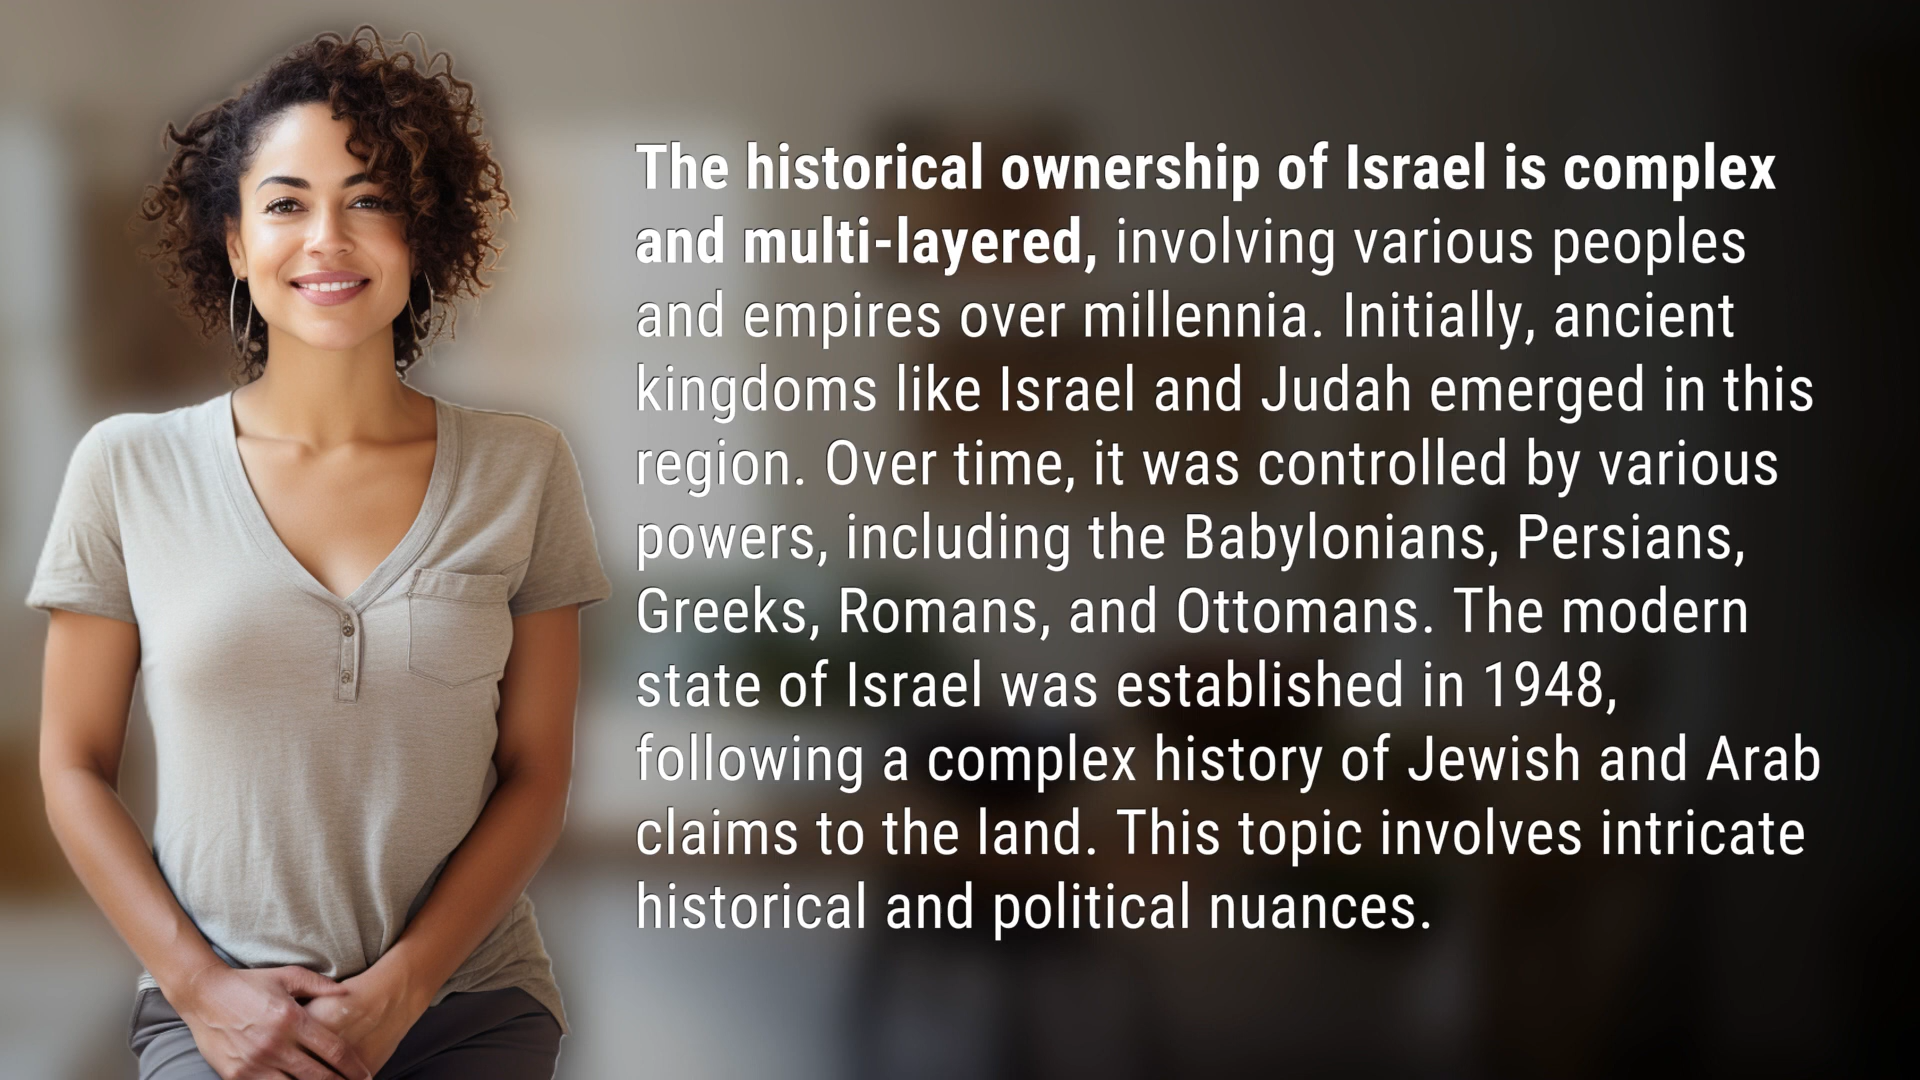 The historical ownership of Israel is complex
and multi-layered, involving various peoples
and empires over millennia. Initially, ancient
kingdoms like Israel and Judah emerged in this
region. Over time, it was controlled by various
powers, including the Babylonians, Persians,
Greeks, Romans, and Ottomans. The modern
state of Israel was established in 1948,
following a complex history of Jewish and Arab
claims to the land. This topic involves intricate
historical and political nuances.